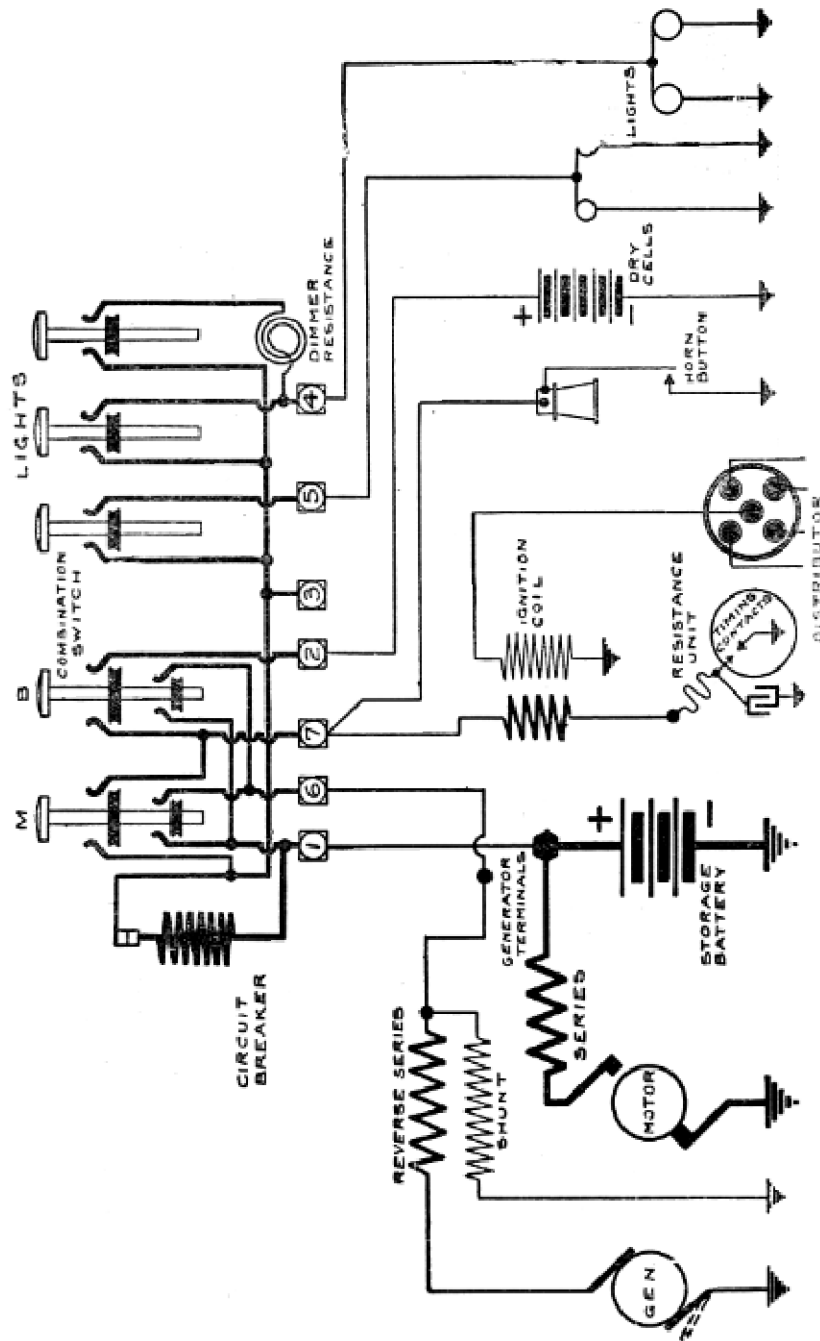 LIGHTS
B
M
COMBINATION
SWITCH
DIMMER
RESISTANCE
4
5
3
2
7
6
1
CIRCUIT
BREAKER
LIGHTS
+
-
DRY
CELLS
HORN
BUTTON
IGNITION
COIL
DISTRIBUTOR
RESISTANCE
UNIT
TIMING
CONTACTS
GENERATOR
TERMINALS
+
-
STORAGE
BATTERY
SERIES
REVERSE SERIES
SHUNT
MOTOR
GEN